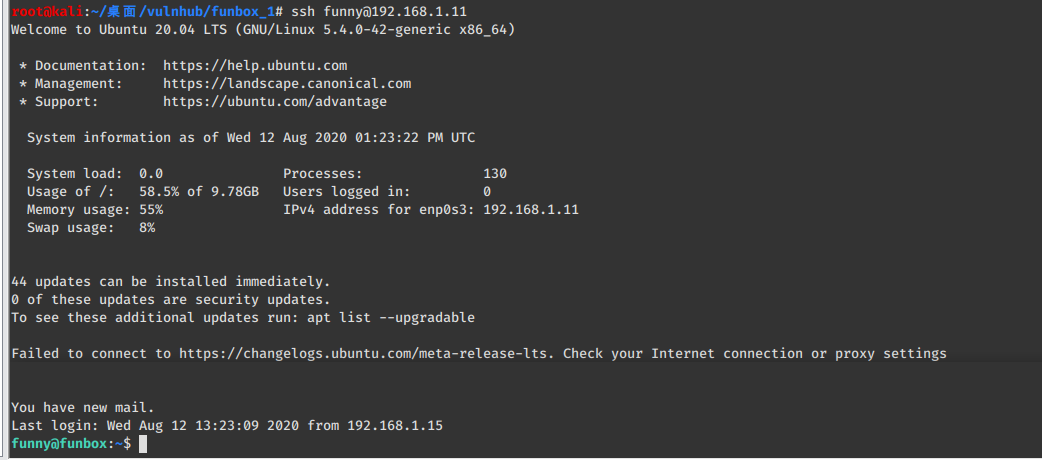 root@kali:~/桌面/vulnhub/funbox_1# ssh funny@192.168.1.11
Welcome to Ubuntu 20.04 LTS (GNU/Linux 5.4.0-42-generic x86_64)
* Documentation:  https://help.ubuntu.com
* Management:     https://landscape.canonical.com
* Support:        https://ubuntu.com/advantage
System information as of Wed 12 Aug 2020 01:23:22 PM UTC
System load:  0.0               Processes:               130
Usage of /:   58.5% of 9.78GB   Users logged in:         0
Memory usage: 55%               IPv4 address for enp0s3: 192.168.1.11
Swap usage:   8%
44 updates can be installed immediately.
0 of these updates are security updates.
To see these additional updates run: apt list --upgradable
Failed to connect to https://changelogs.ubuntu.com/meta-release-lts. Check your Internet connection or proxy settings
You have new mail.
Last login: Wed Aug 12 13:23:09 2020 from 192.168.1.15
funny@funbox:~$